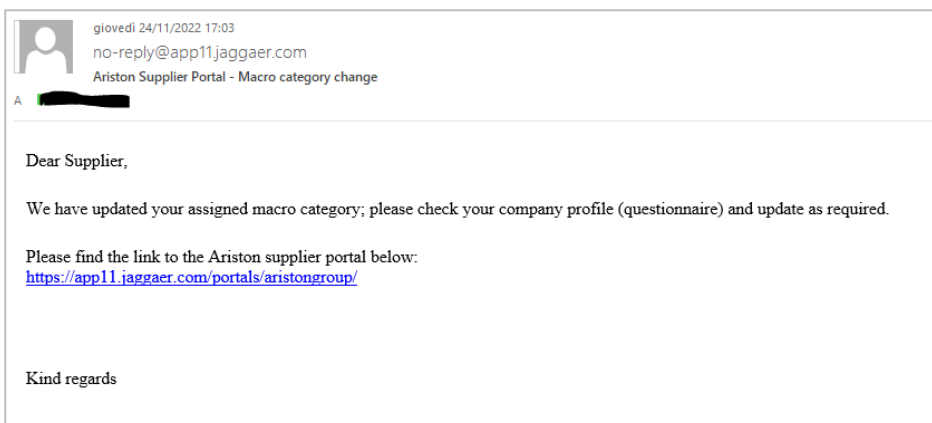 giovedì 24/11/2022 17:03
no-reply@app11.jaggaer.com
Ariston Supplier Portal - Macro category change
A
Dear Supplier,
We have updated your assigned macro category; please check your company profile (questionnaire) and update as required.
Please find the link to the Ariston supplier portal below:
https://app11.jaggaer.com/portals/aristongroup/
Kind regards